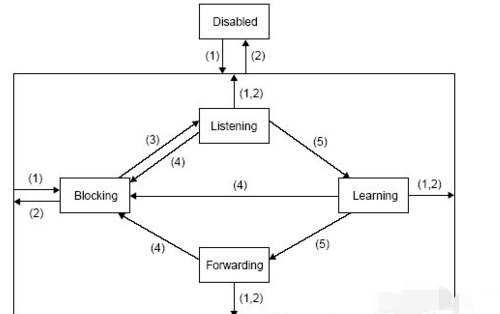 Disabled
(1) (2)
(1,2)
Listening
(3)
(4)
(5)
(1)
Blocking
(2)
(4)
Learning
(1,2)
(4)
(5)
Forwarding
(1,2)